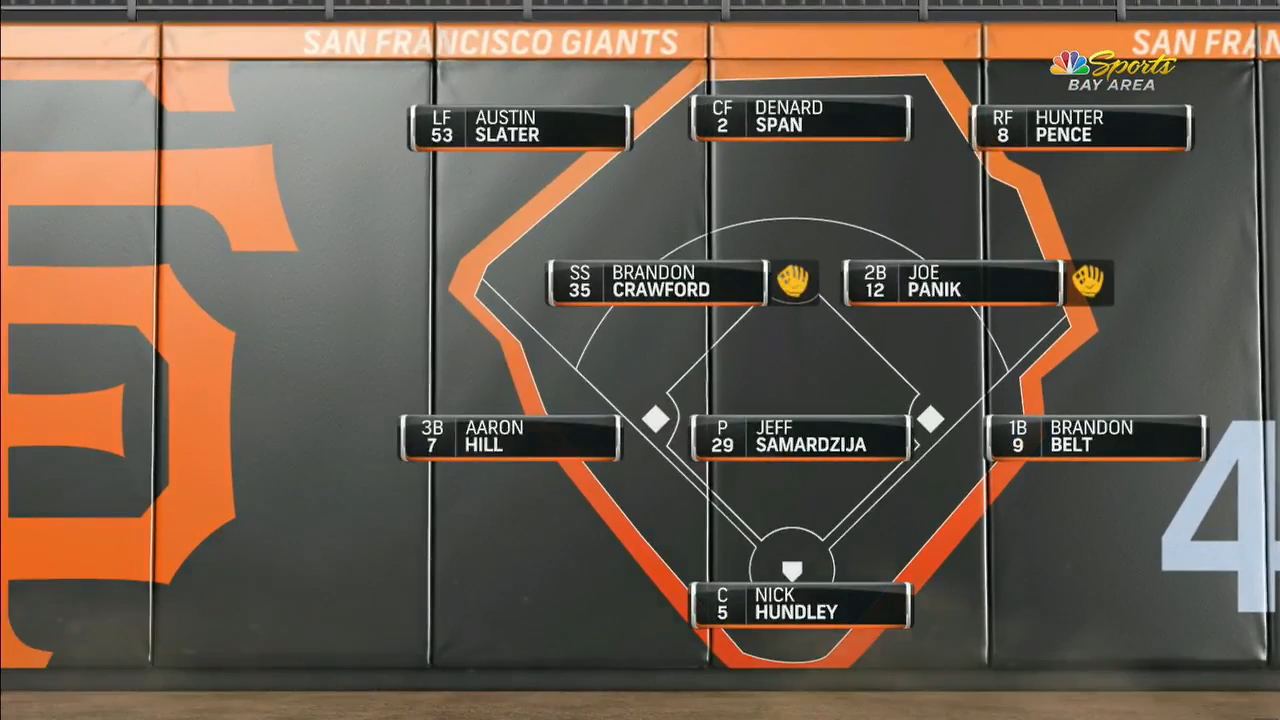 SAN FRANCISCO GIANTS
SAN FRAN
Sports
BAY AREA
LF AUSTIN
53 SLATER
CF DENARD
2 SPAN
RF HUNTER
8 PENCE
SS BRANDON
35 CRAWFORD
2B JOE
12 PANIK
3B AARON
7 HILL
P JEFF
29 SAMARDZIJA
1B BRANDON
9 BELT
4
C NICK
5 HUNDLEY